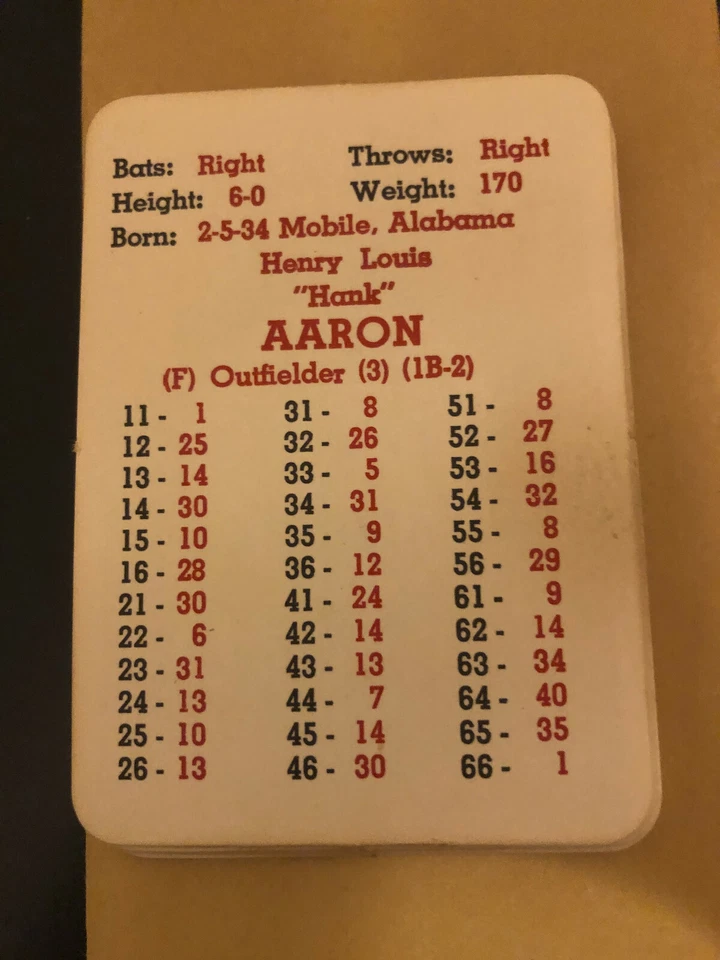 Bats: Right Throws: Right
Height: 6-0 Weight: 170
Born: 2-5-34 Mobile, Alabama
Henry Louis
"Hank"
AARON
(F) Outfielder (3) (1B-2)
11 - 1 31 - 8 51 - 8
12 - 25 32 - 26 52 - 27
13 - 14 33 - 5 53 - 16
14 - 30 34 - 31 54 - 32
15 - 10 35 - 9 55 - 8
16 - 28 36 - 12 56 - 29
21 - 30 41 - 24 61 - 9
22 - 6 42 - 14 62 - 14
23 - 31 43 - 13 63 - 34
24 - 13 44 - 7 64 - 40
25 - 10 45 - 14 65 - 35
26 - 13 46 - 30 66 - 1